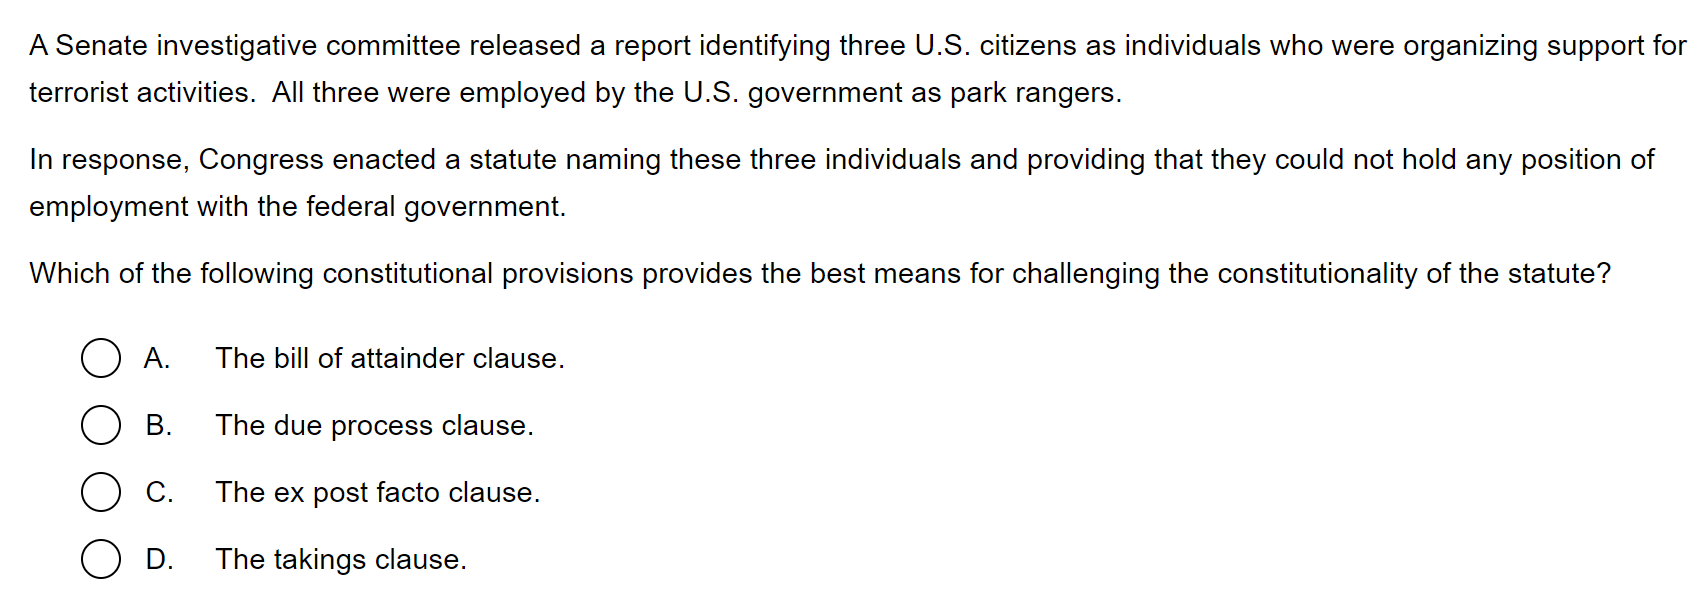 A Senate investigative committee released a report identifying three U.S. citizens as individuals who were organizing support for
terrorist activities.  All three were employed by the U.S. government as park rangers.
In response, Congress enacted a statute naming these three individuals and providing that they could not hold any position of
employment with the federal government.
Which of the following constitutional provisions provides the best means for challenging the constitutionality of the statute?
A. The bill of attainder clause.
B. The due process clause.
C. The ex post facto clause.
D. The takings clause.